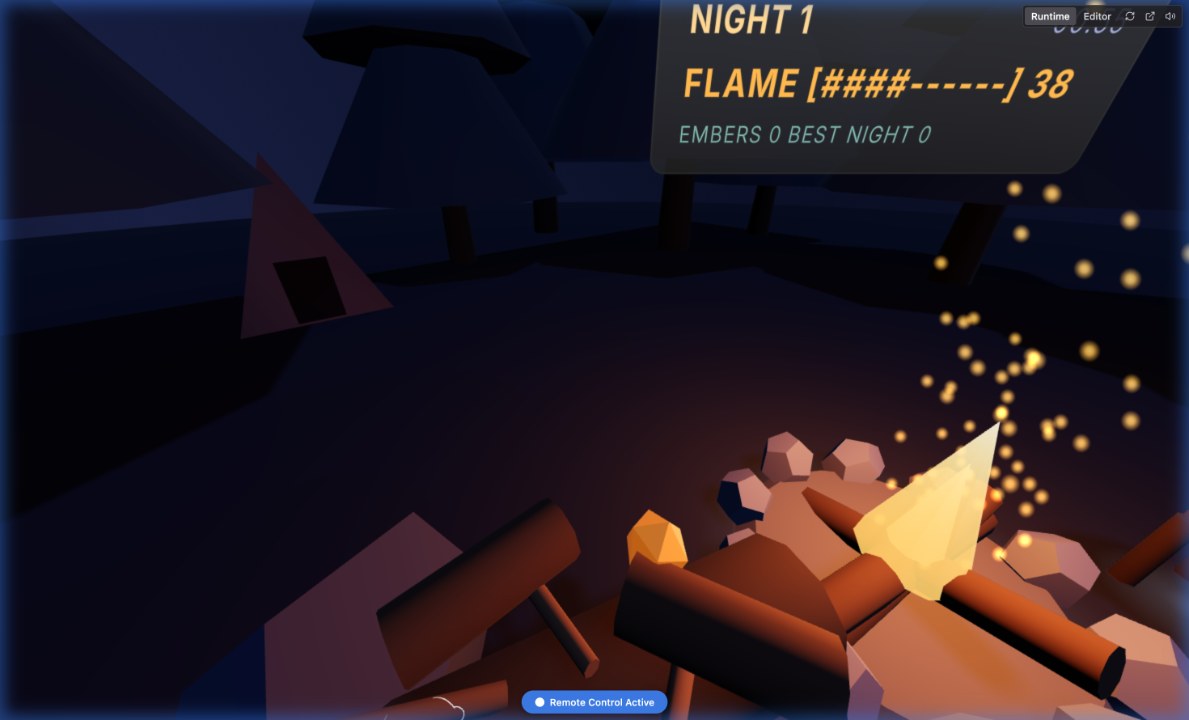 Runtime Editor
NIGHT 1
FLAME [####------] 38
EMBERS 0 BEST NIGHT 0
Remote Control Active